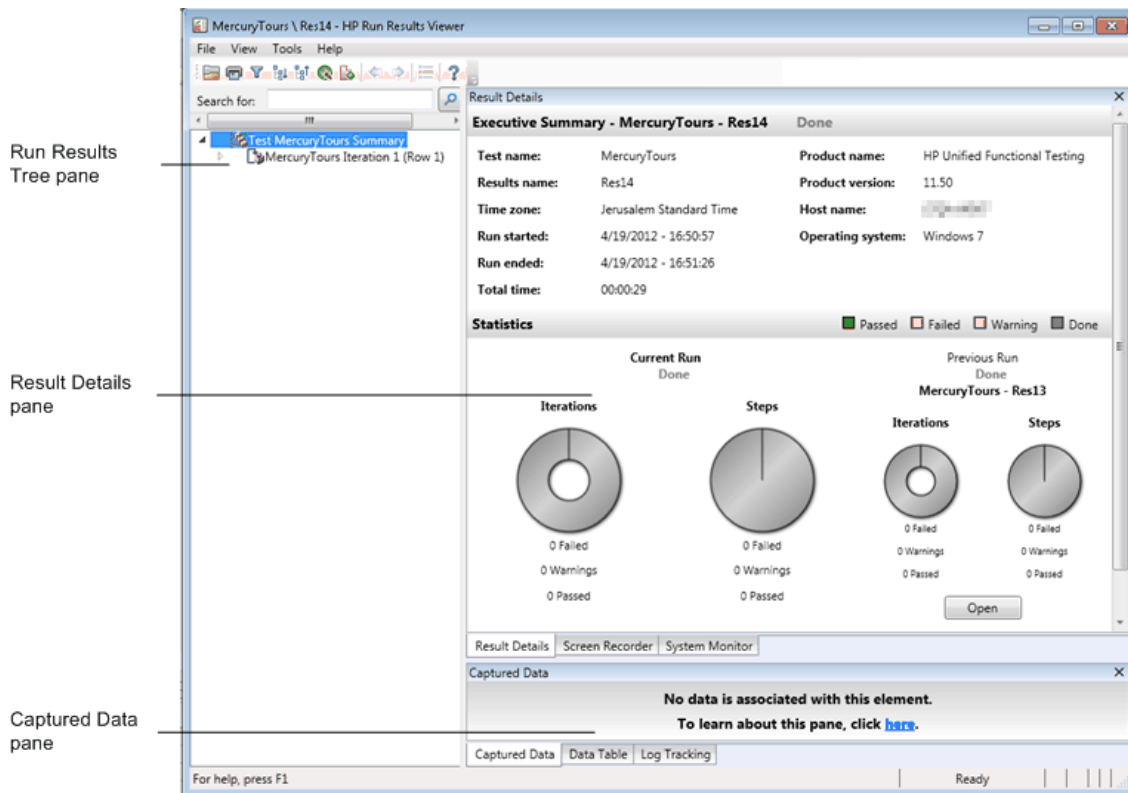 MercuryTours \ Res14 - HP Run Results Viewer
File View Tools Help
Search for:
Test MercuryTours Summary
MercuryTours Iteration 1 (Row 1)
Run Results
Tree pane
Result Details
pane
Captured Data
pane
Result Details
Executive Summary - MercuryTours - Res14 Done
Test name: MercuryTours Product name: HP Unified Functional Testing
Results name: Res14 Product version: 11.50
Time zone: Jerusalem Standard Time Host name:
Run started: 4/19/2012 - 16:50:57 Operating system: Windows 7
Run ended: 4/19/2012 - 16:51:26
Total time: 00:00:29
Statistics Passed Failed Warning Done
Current Run
Done
Iterations Steps
0 Failed 0 Failed
0 Warnings 0 Warnings
0 Passed 0 Passed
Previous Run
Done
MercuryTours - Res13
Iterations Steps
0 Failed 0 Failed
0 Warnings 0 Warnings
0 Passed 0 Passed
Open
Result Details Screen Recorder System Monitor
Captured Data
No data is associated with this element.
To learn about this pane, click here.
Captured Data Data Table Log Tracking
For help, press F1 Ready